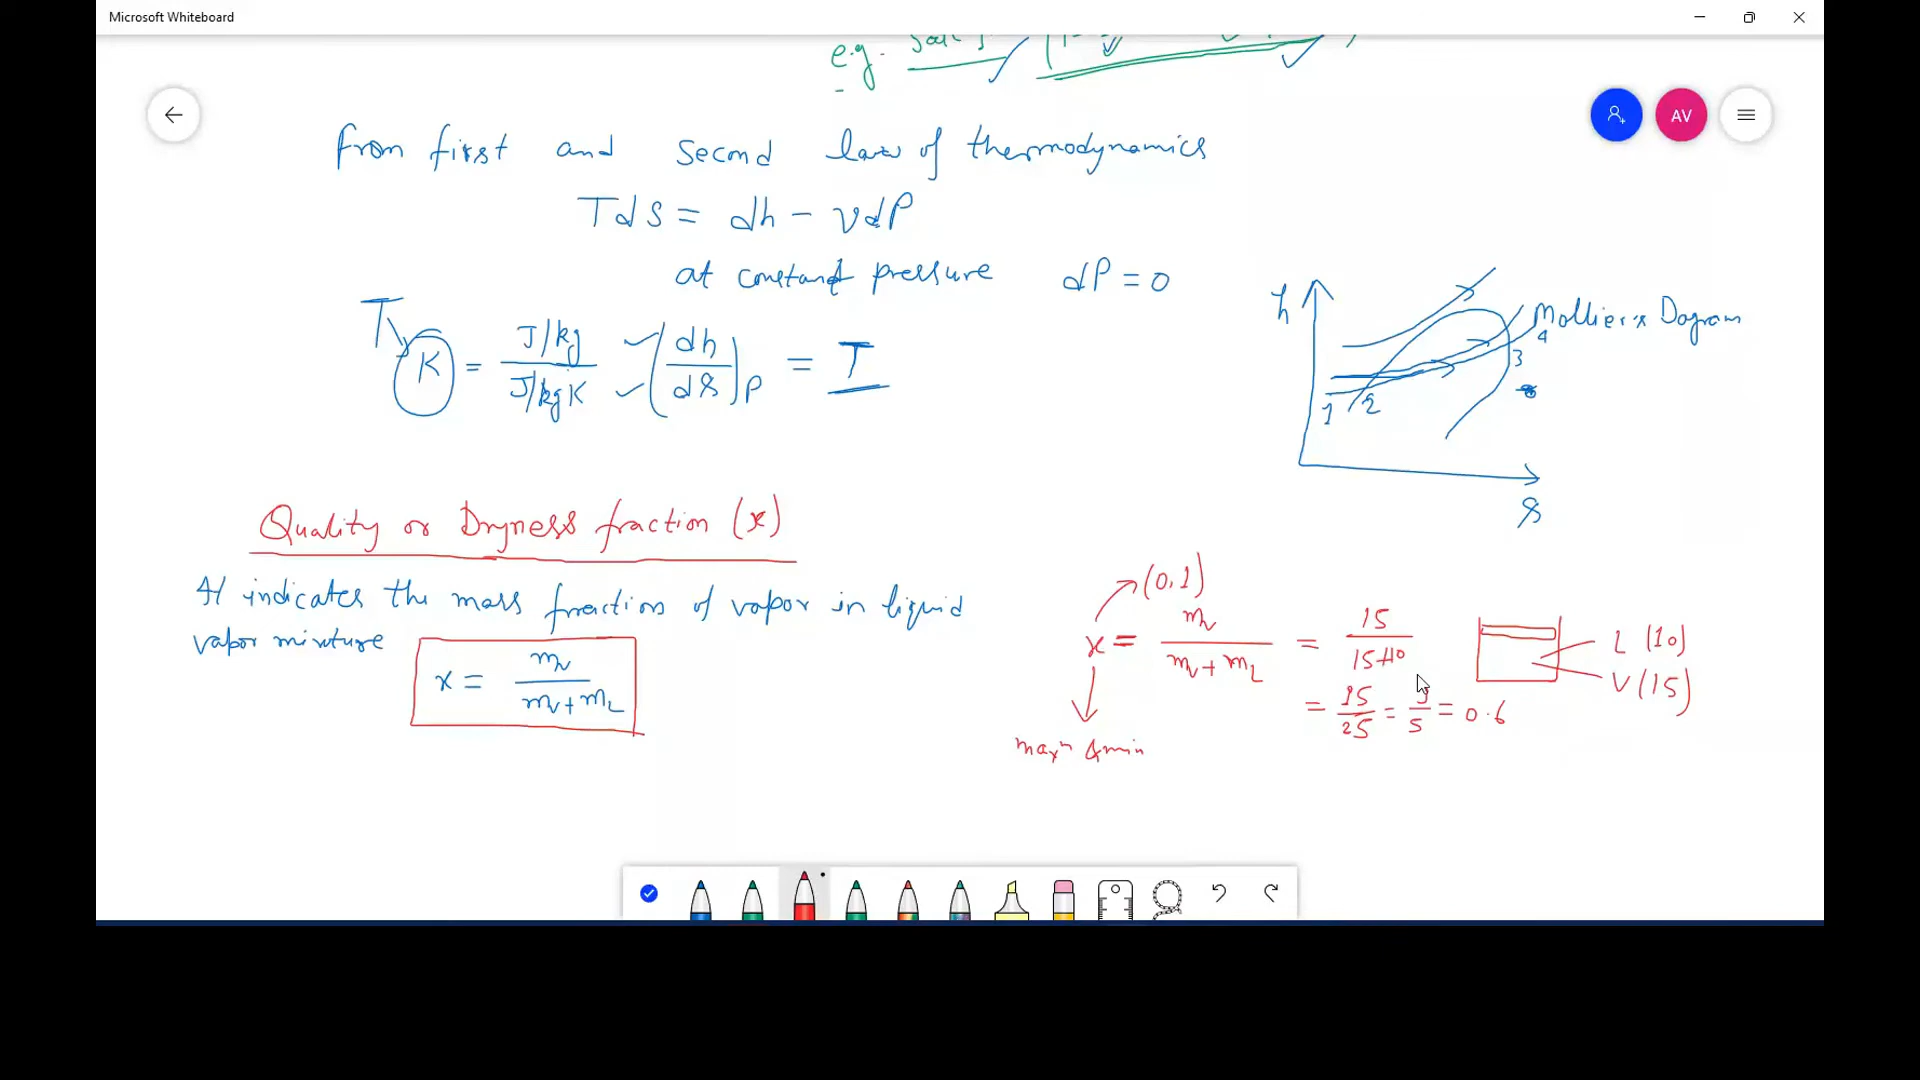 Microsoft Whiteboard
e.g.
AV
From first and second law of thermodynamics
Tds = dh - vdP
at constant pressure dP = 0
T
K = J/kg / J/kgK (dh/ds)P = T
h
Mollier's Dogram
1 2 3 4
s
Quality or Dryness fraction (x)
It indicates the mass fraction of vapor in liquid
vapor mixture
x = mv / mv + mL
(0,1)
x = mv / mv + mL = 15 / 15+10
= 15/25 = 3/5 = 0.6
L (10)
V (15)
maxm & min